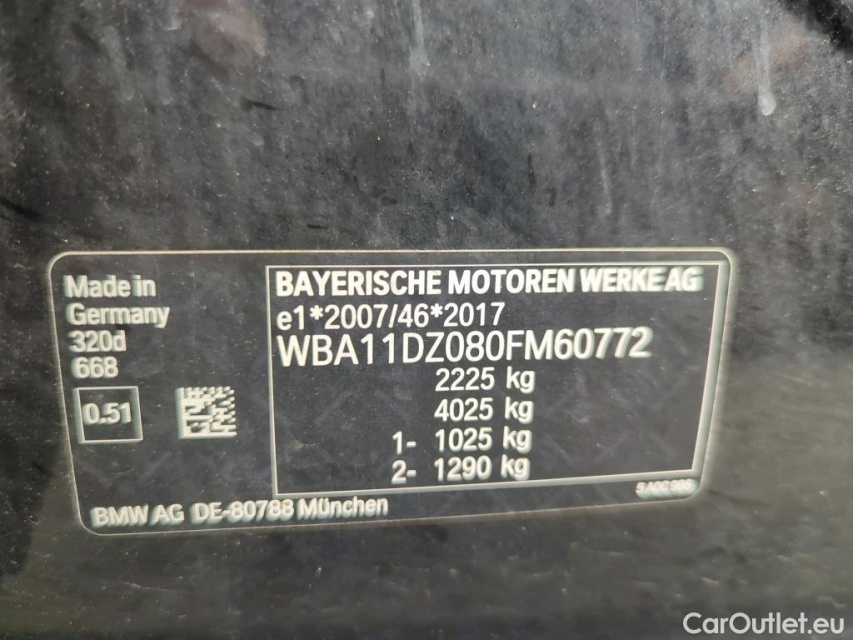 Made in
Germany
320d
668
0.51
BAYERISCHE MOTOREN WERKE AG
e1*2007/46*2017
WBA11DZ080FM60772
2225 kg
4025 kg
1- 1025 kg
2- 1290 kg
BMW AG DE-80788 München
CarOutlet.eu